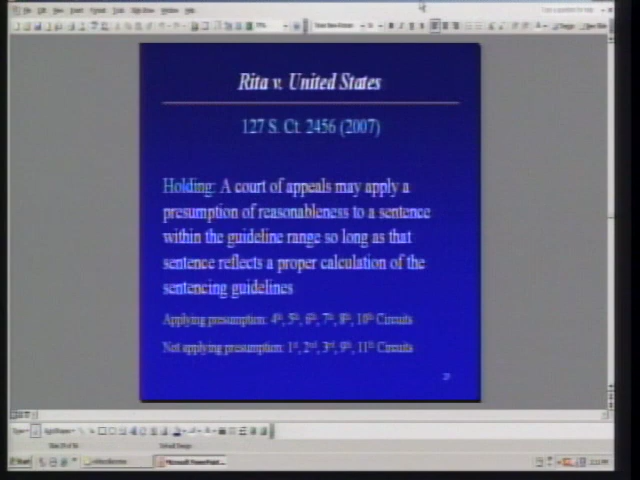 Rita v. United States
127 S. Ct. 2456 (2007)
Holding: A court of appeals may apply a
presumption of reasonableness to a sentence
within the guideline range so long as that
sentence reflects a proper calculation of the
sentencing guidelines
Applying presumption: 4th, 5th, 6th, 7th, 8th, 10th Circuits
Not applying presumption: 1st, 2nd, 3rd, 9th, 11th Circuits